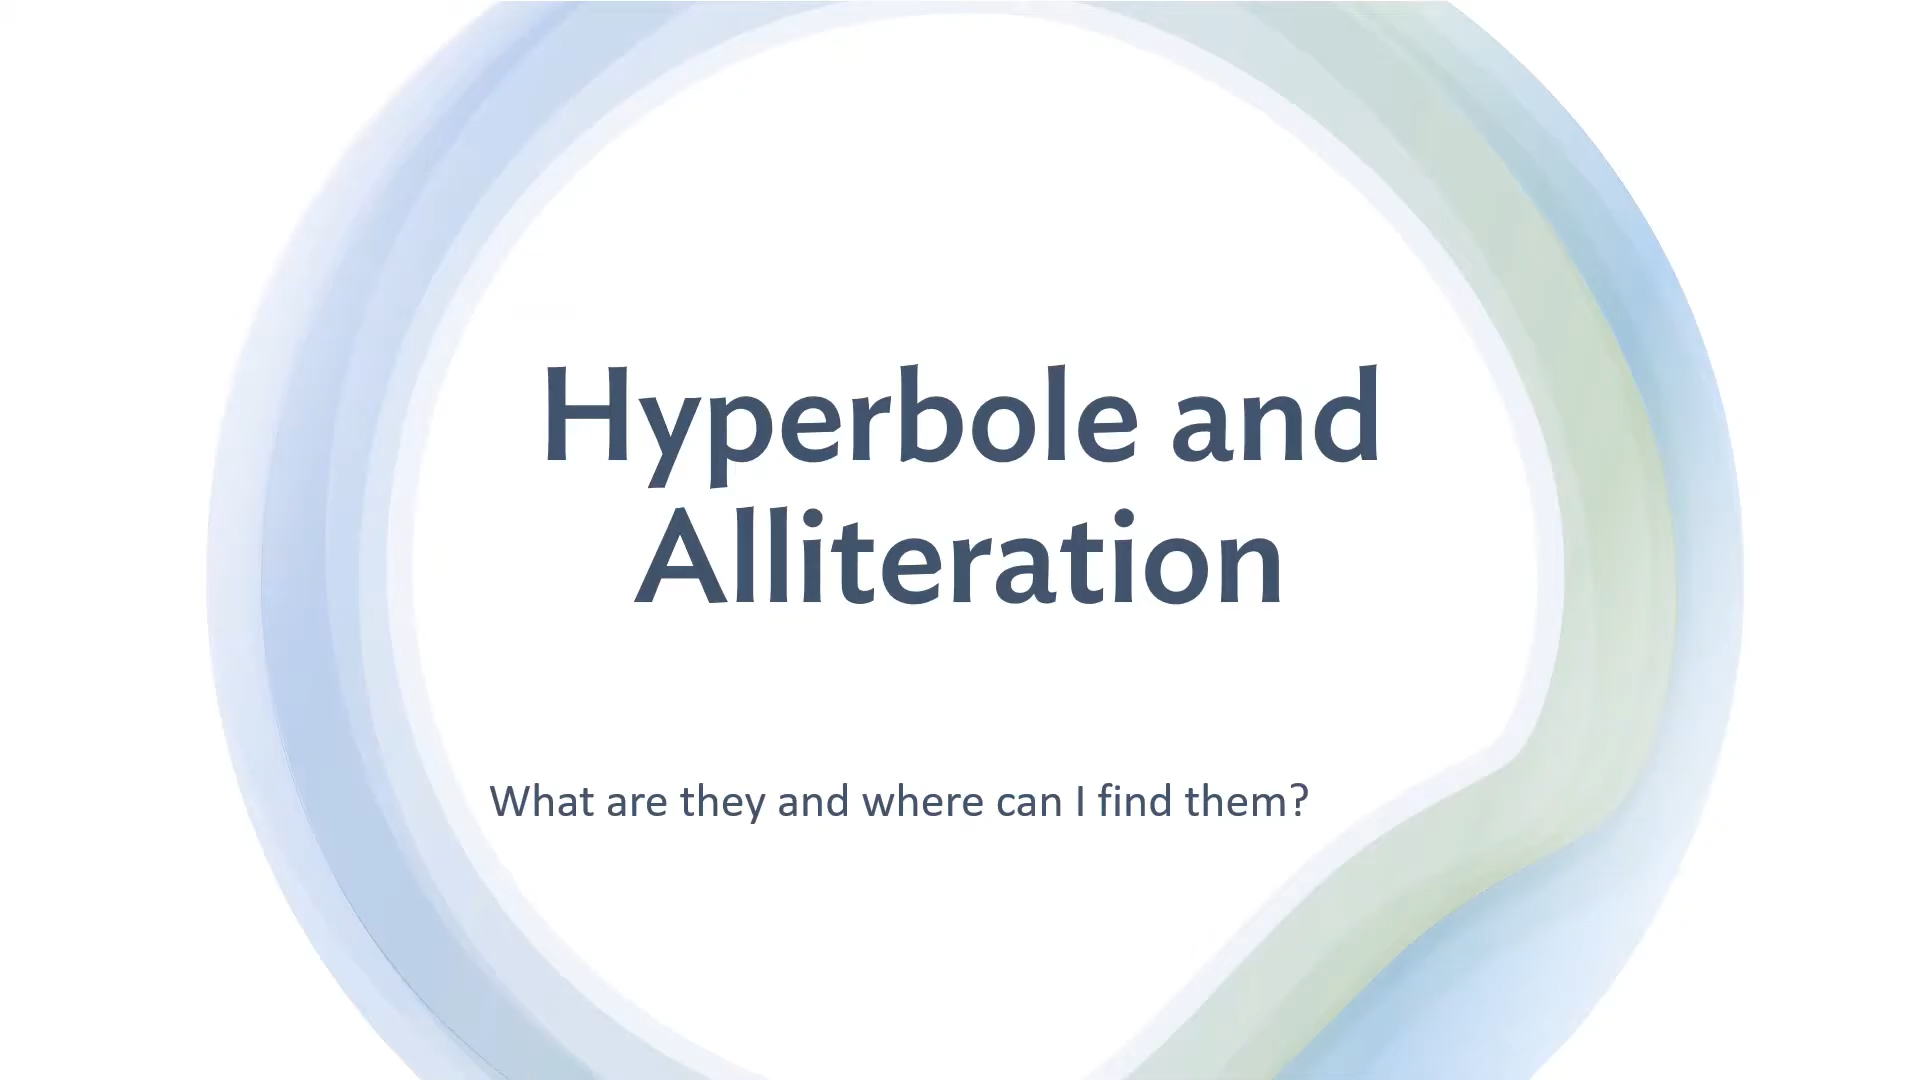 Hyperbole and
Alliteration
What are they and where can I find them?